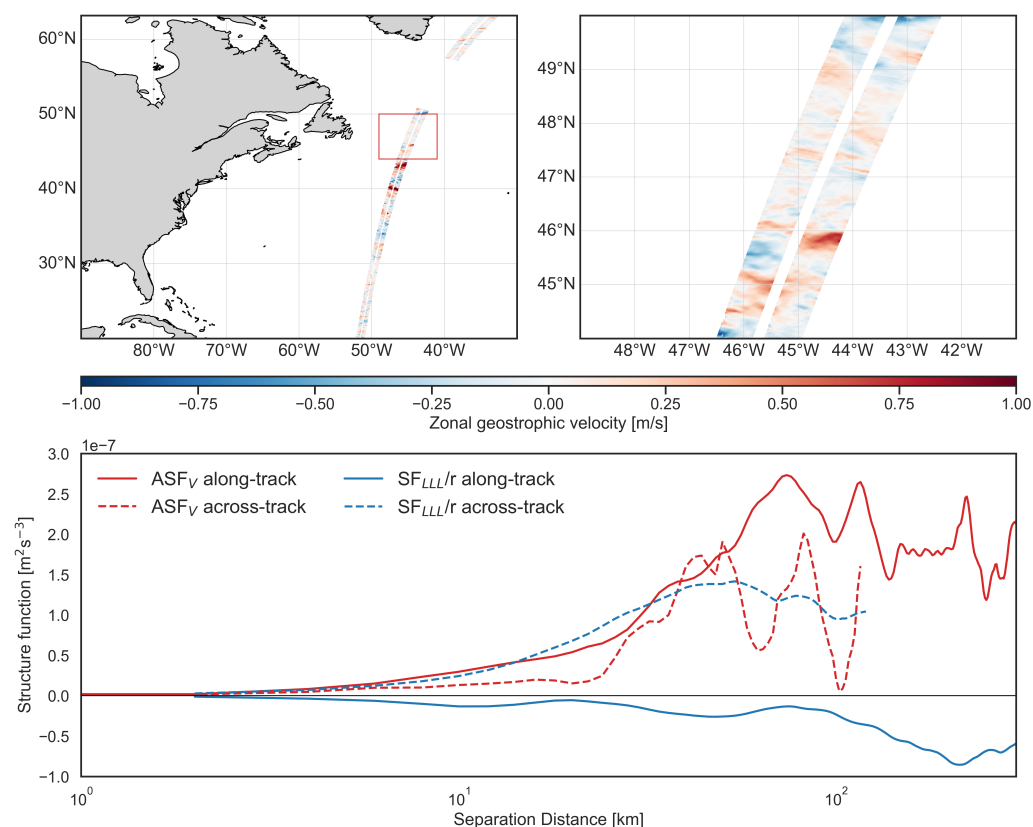 60°N
50°N
40°N
30°N
80°W 70°W 60°W 50°W 40°W
49°N
48°N
47°N
46°N
45°N
48°W 47°W 46°W 45°W 44°W 43°W 42°W
−1.00 −0.75 −0.50 −0.25 0.00 0.25 0.50 0.75 1.00
Zonal geostrophic velocity [m/s]
1e−7
3.0
2.5
2.0
1.5
1.0
0.5
0.0
−0.5
−1.0
Structure function [m²s⁻³]
ASF_V along-track
ASF_V across-track
SF_LLL/r along-track
SF_LLL/r across-track
10⁰ 10¹ 10²
Separation Distance [km]